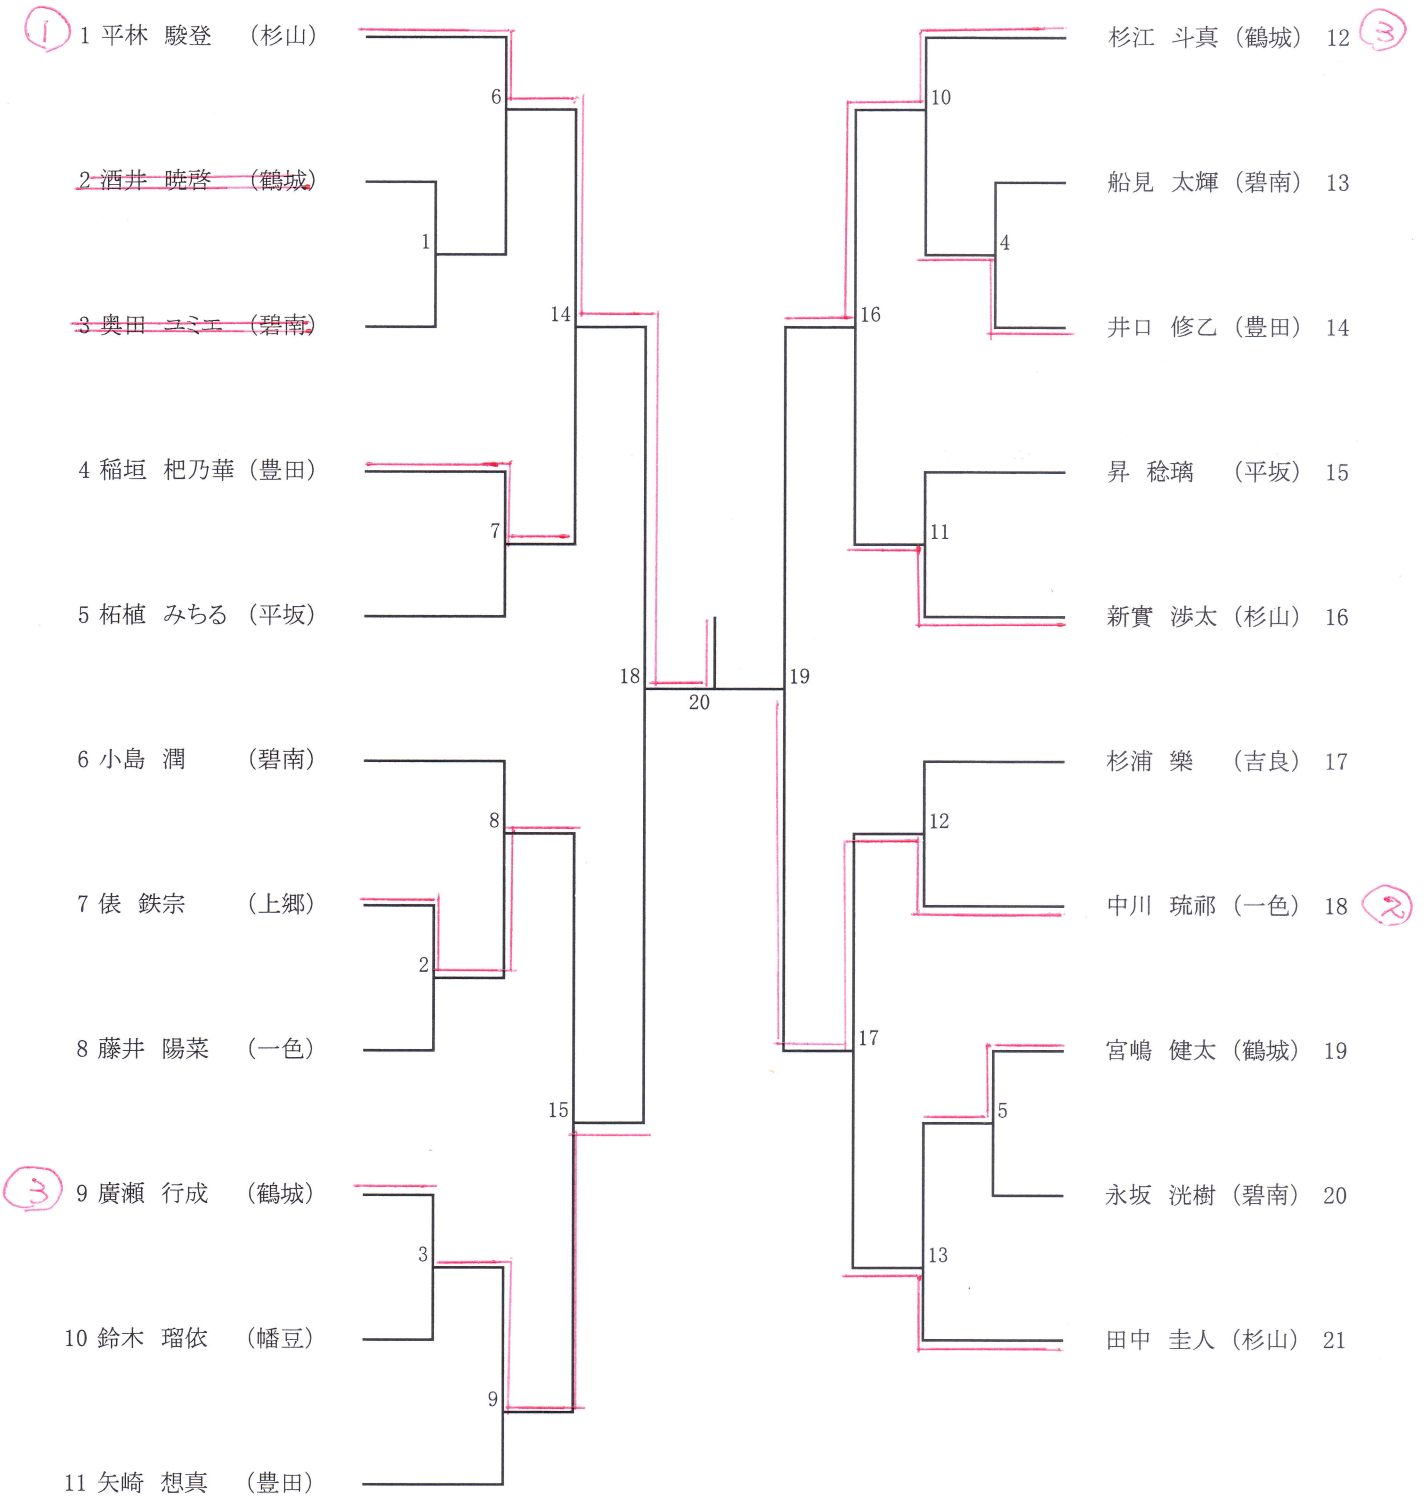 ① 1 平林 駿登 (杉山)
6
2 酒井 暁啓 (鶴城)
1
3 奥田 ユミエ (碧南)
14
4 稲垣 杷乃華 (豊田)
7
5 柘植 みちる (平坂)
18
20
6 小島 潤 (碧南)
8
7 俵 鉄宗 (上郷)
2
8 藤井 陽菜 (一色)
15
③ 9 廣瀬 行成 (鶴城)
3
10 鈴木 瑠依 (幡豆)
9
11 矢崎 想真 (豊田)
杉江 斗真 (鶴城) 12 ③
10
船見 太輝 (碧南) 13
4
井口 修乙 (豊田) 14
16
昇 稔璃 (平坂) 15
11
新實 渉太 (杉山) 16
19
杉浦 樂 (吉良) 17
12
中川 琉祁 (一色) 18 ②
17
宮嶋 健太 (鶴城) 19
5
永坂 洸樹 (碧南) 20
13
田中 圭人 (杉山) 21